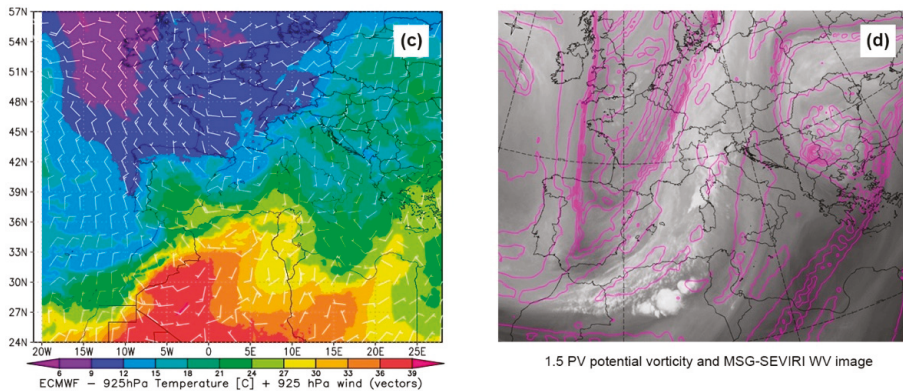 57N
54N
51N
48N
45N
42N
39N
36N
33N
30N
27N
24N
20W 15W 10W 5W 0 5E 10E 15E 20E 25E
6 9 12 15 18 21 24 27 30 33 36 39
ECMWF - 925hPa Temperature [C] + 925 hPa wind (vectors)
(c)
(d)
1.5 PV potential vorticity and MSG-SEVIRI WV image